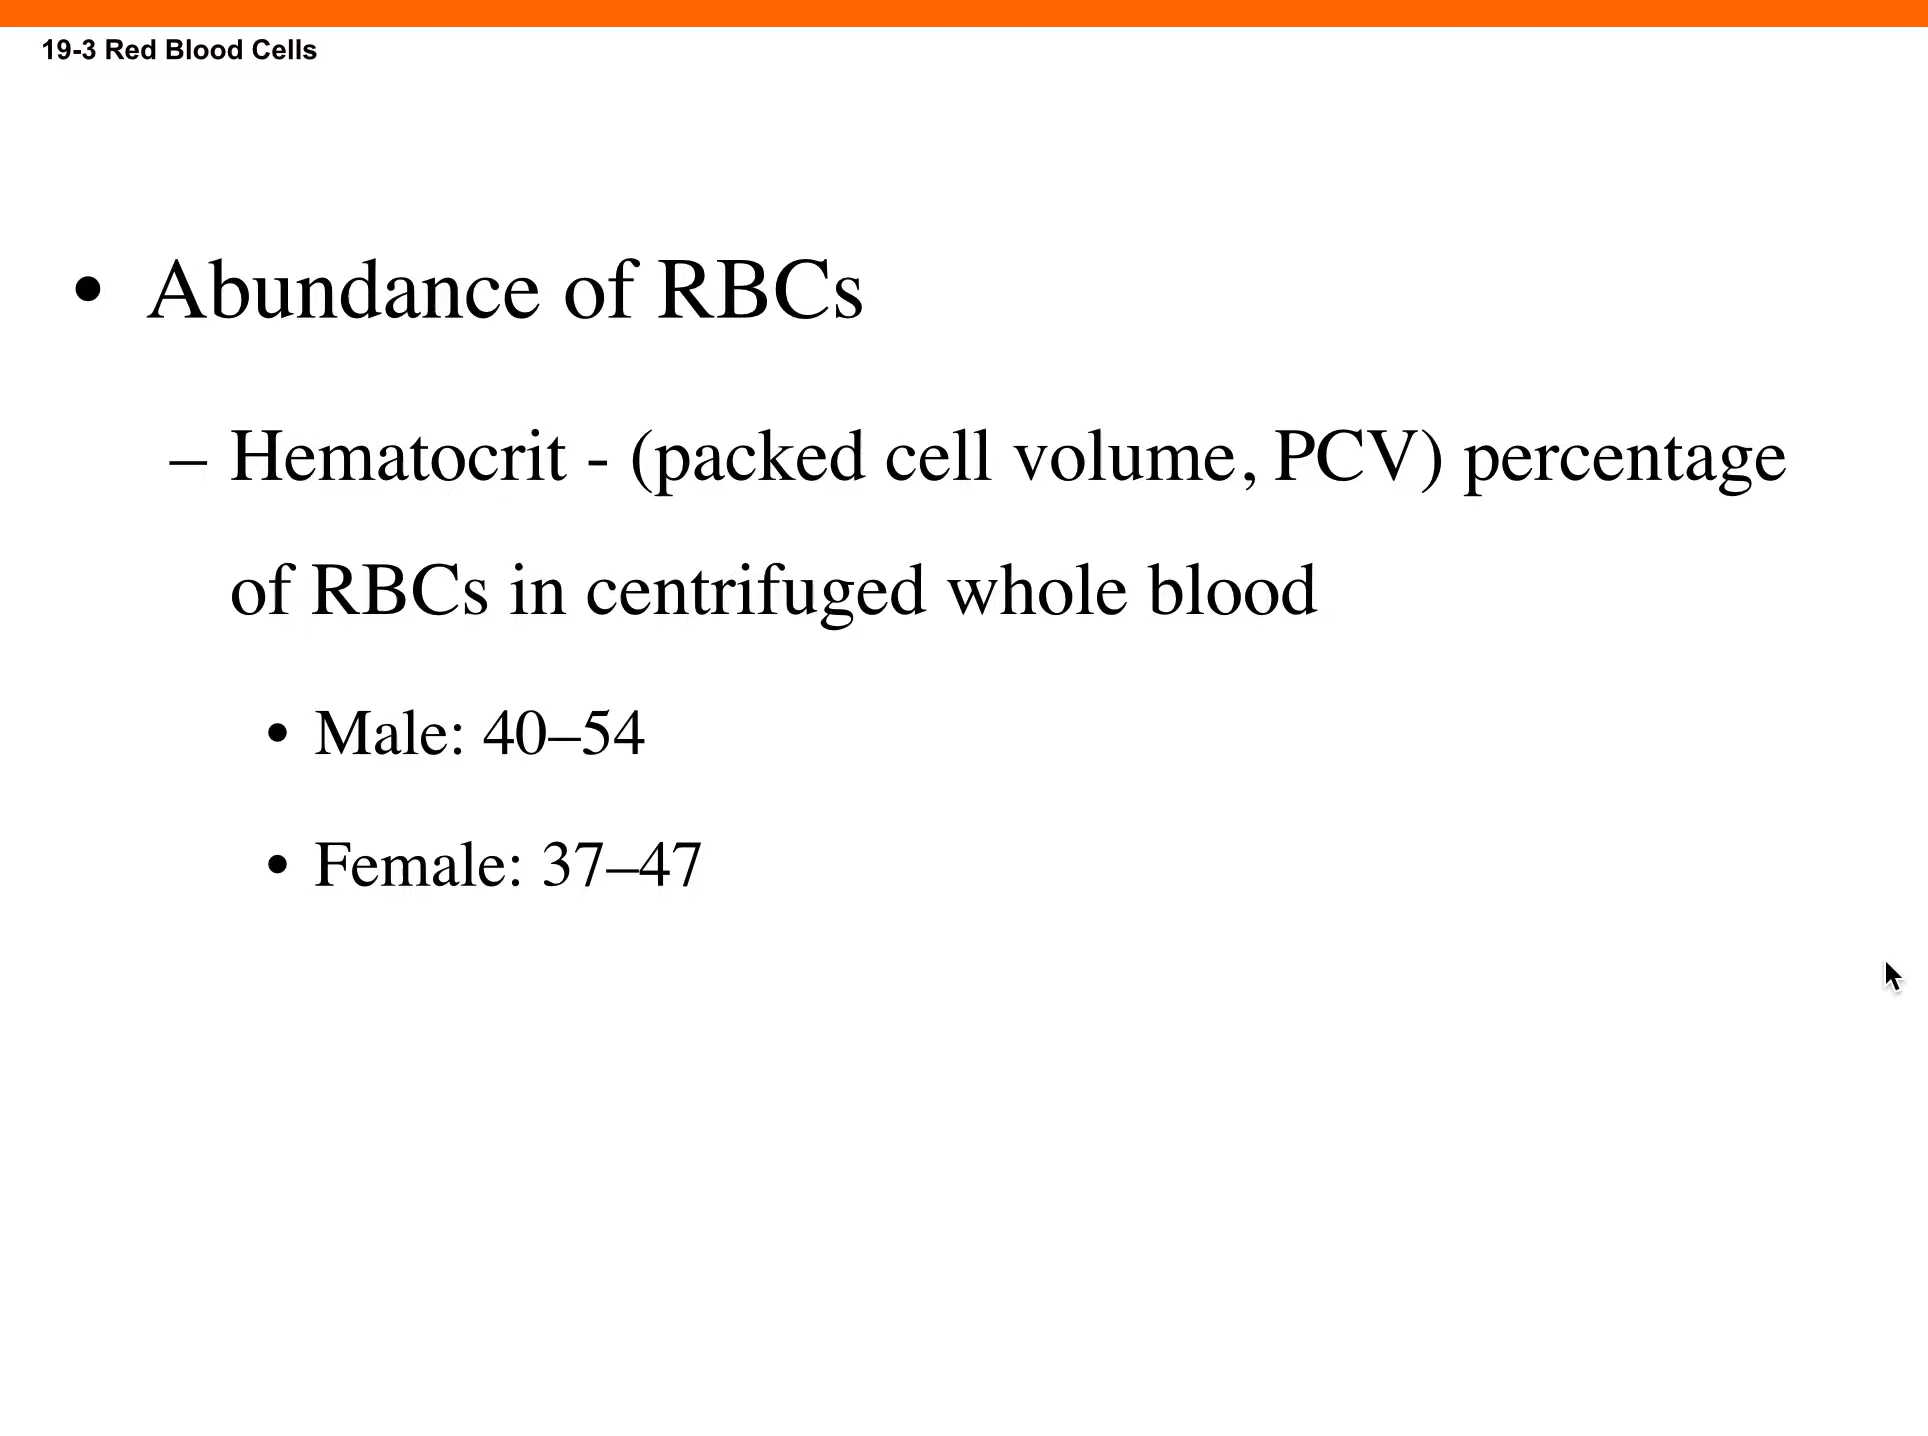 19-3 Red Blood Cells
• Abundance of RBCs
– Hematocrit - (packed cell volume, PCV) percentage
of RBCs in centrifuged whole blood
• Male: 40–54
• Female: 37–47